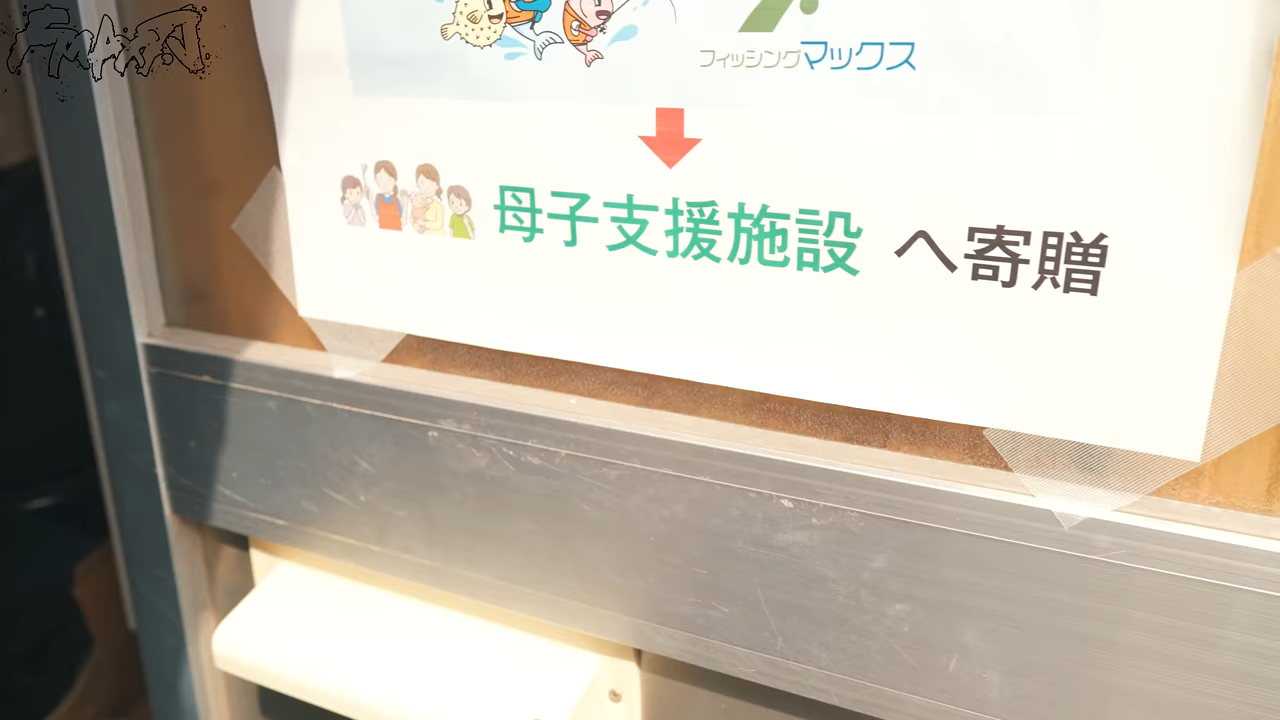 フィッシングマックス
母子支援施設 へ寄贈